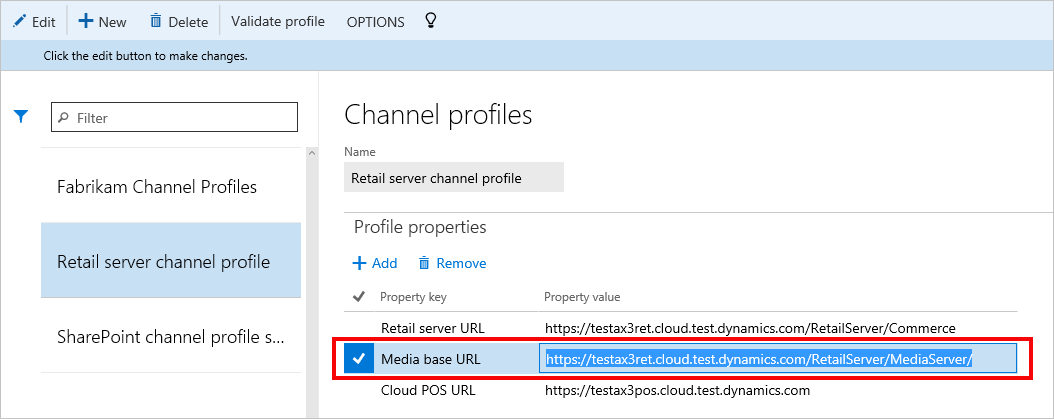 Edit New Delete Validate profile OPTIONS
Click the edit button to make changes.
Filter
Fabrikam Channel Profiles
Retail server channel profile
SharePoint channel profile s...
Channel profiles
Name
Retail server channel profile
Profile properties
Add Remove
Property key Property value
Retail server URL https://testax3ret.cloud.test.dynamics.com/RetailServer/Commerce
Media base URL https://testax3ret.cloud.test.dynamics.com/RetailServer/MediaServer/
Cloud POS URL https://testax3pos.cloud.test.dynamics.com